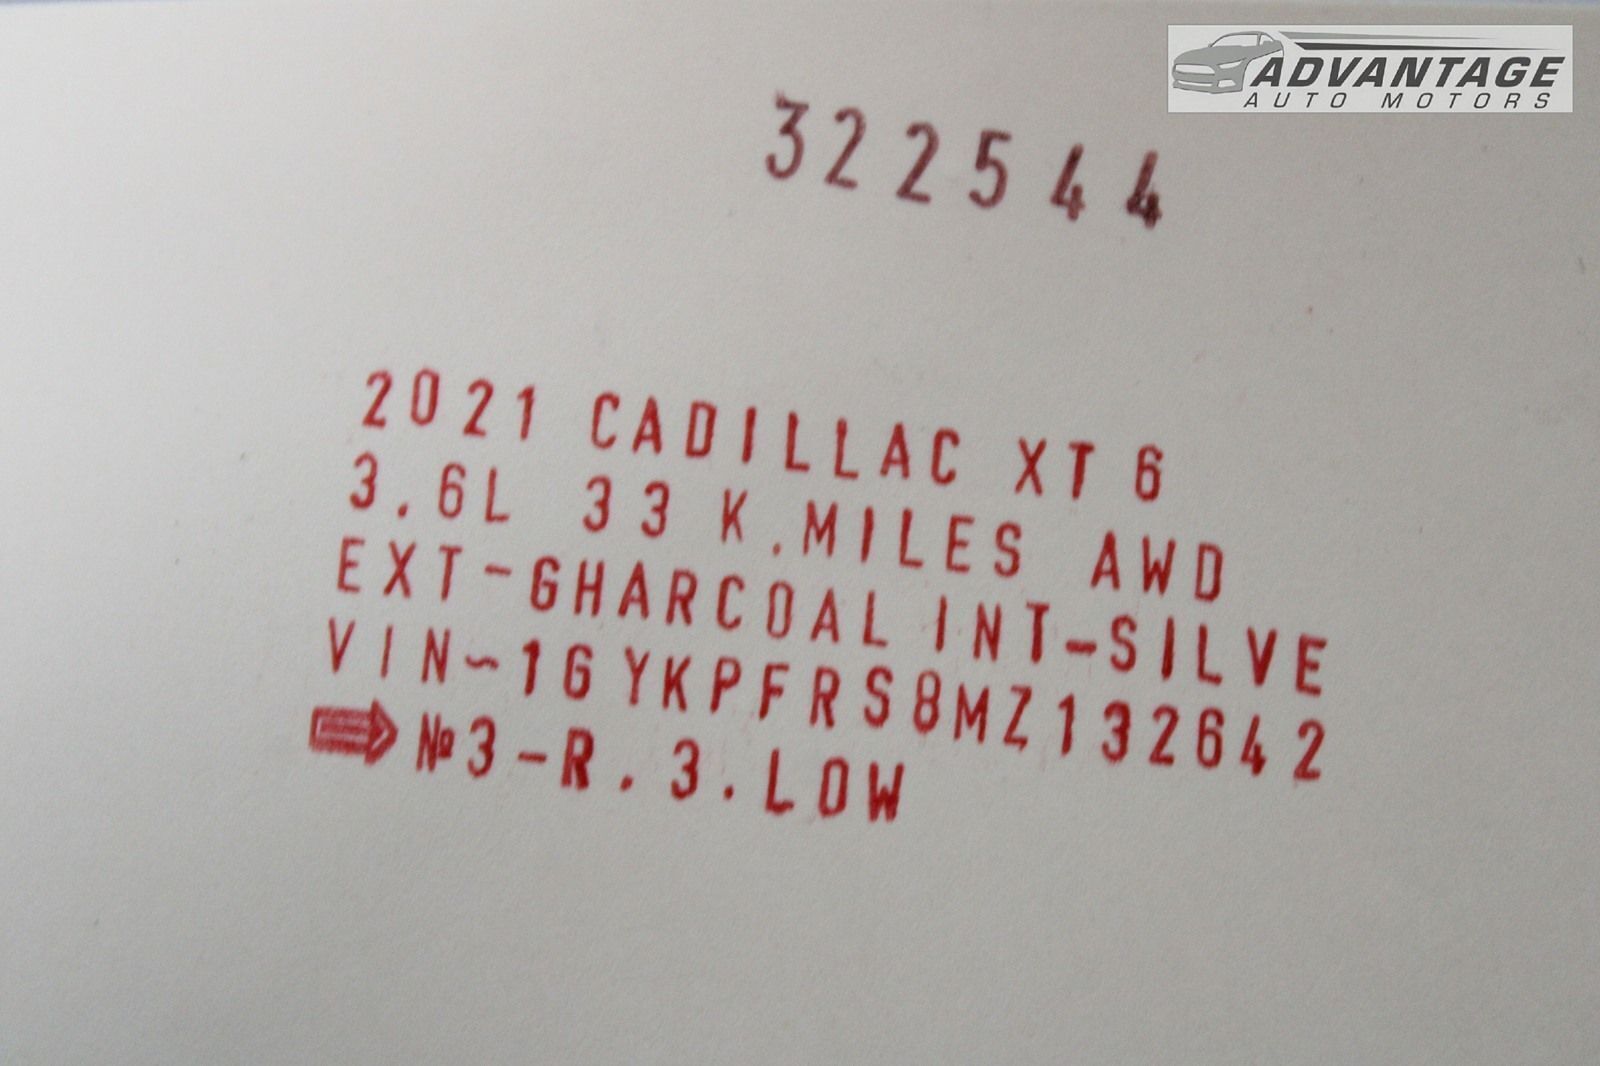 ADVANTAGE
AUTO MOTORS
322544
2021 CADILLAC XT6
3.6L 33 K.MILES AWD
EXT-GHARCOAL INT-SILVE
VIN-1GYKPFRS8MZ132642
№3-R.3.LOW